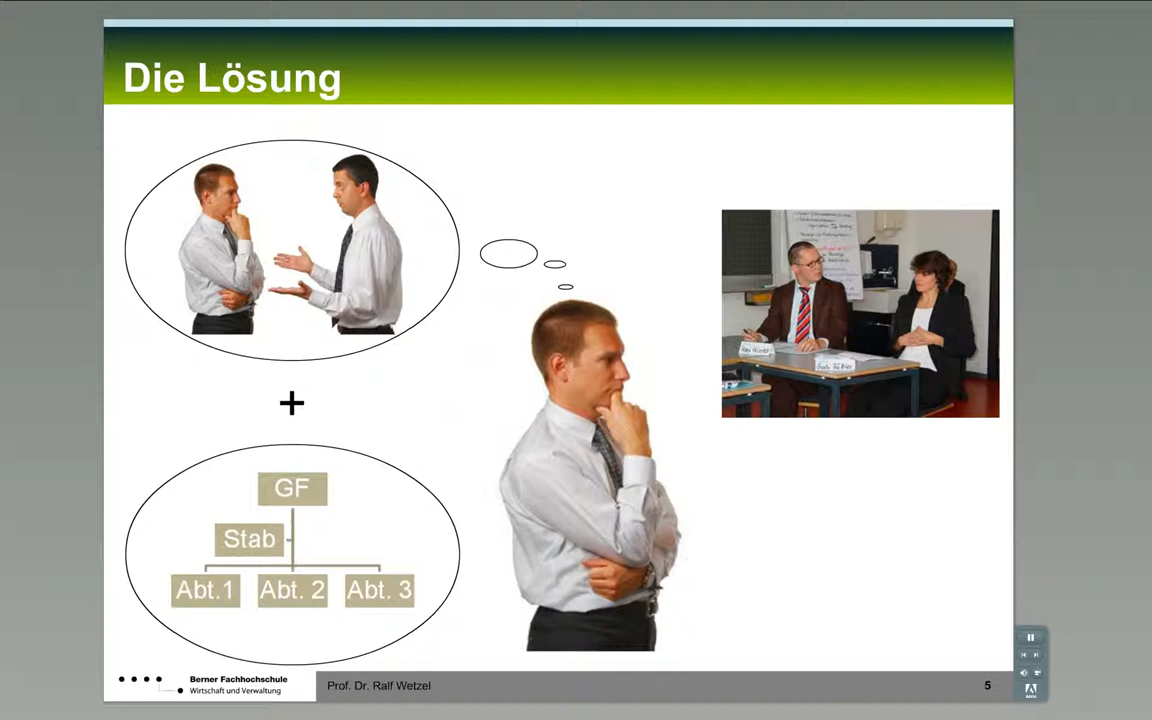 Die Lösung
+
GF
Stab
Abt.1 Abt. 2 Abt. 3
Berner Fachhochschule
Wirtschaft und Verwaltung
Prof. Dr. Ralf Wetzel
5